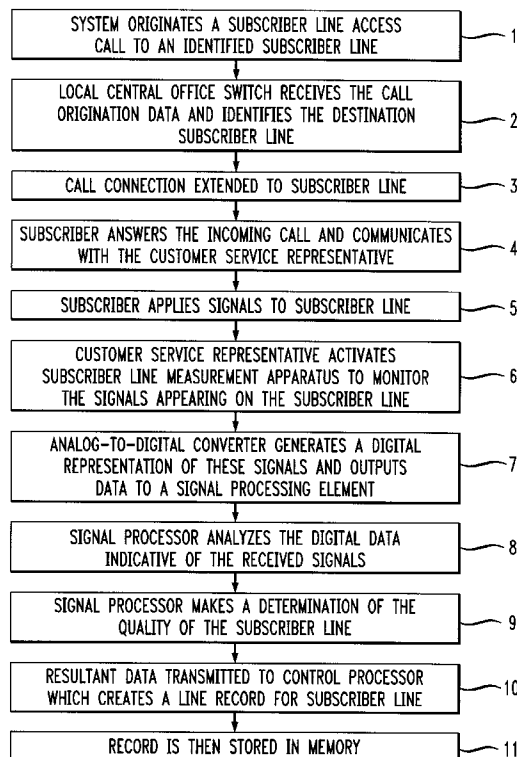 SYSTEM ORIGINATES A SUBSCRIBER LINE ACCESS
CALL TO AN IDENTIFIED SUBSCRIBER LINE
1
LOCAL CENTRAL OFFICE SWITCH RECEIVES THE CALL
ORIGINATION DATA AND IDENTIFIES THE DESTINATION
SUBSCRIBER LINE
2
CALL CONNECTION EXTENDED TO SUBSCRIBER LINE
3
SUBSCRIBER ANSWERS THE INCOMING CALL AND COMMUNICATES
WITH THE CUSTOMER SERVICE REPRESENTATIVE
4
SUBSCRIBER APPLIES SIGNALS TO SUBSCRIBER LINE
5
CUSTOMER SERVICE REPRESENTATIVE ACTIVATES
SUBSCRIBER LINE MEASUREMENT APPARATUS TO MONITOR
THE SIGNALS APPEARING ON THE SUBSCRIBER LINE
6
ANALOG-TO-DIGITAL CONVERTER GENERATES A DIGITAL
REPRESENTATION OF THESE SIGNALS AND OUTPUTS
DATA TO A SIGNAL PROCESSING ELEMENT
7
SIGNAL PROCESSOR ANALYZES THE DIGITAL DATA
INDICATIVE OF THE RECEIVED SIGNALS
8
SIGNAL PROCESSOR MAKES A DETERMINATION OF THE
QUALITY OF THE SUBSCRIBER LINE
9
RESULTANT DATA TRANSMITTED TO CONTROL PROCESSOR
WHICH CREATES A LINE RECORD FOR SUBSCRIBER LINE
10
RECORD IS THEN STORED IN MEMORY
11